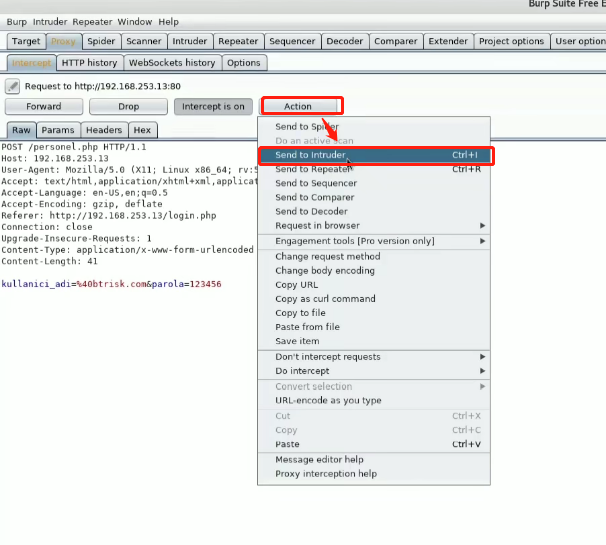 Burp Suite Free E
Burp Intruder Repeater Window Help
Target Proxy Spider Scanner Intruder Repeater Sequencer Decoder Comparer Extender Project options User option
Intercept HTTP history WebSockets history Options
Request to http://192.168.253.13:80
Forward Drop Intercept is on Action
Raw Params Headers Hex
POST /personel.php HTTP/1.1
Host: 192.168.253.13
User-Agent: Mozilla/5.0 (X11; Linux x86_64; rv:5
Accept: text/html,application/xhtml+xml,applicat
Accept-Language: en-US,en;q=0.5
Accept-Encoding: gzip, deflate
Referer: http://192.168.253.13/login.php
Connection: close
Upgrade-Insecure-Requests: 1
Content-Type: application/x-www-form-urlencoded
Content-Length: 41
kullanici_adi=%40btrisk.com&parola=123456
Send to Spider
Do an active scan
Send to Intruder Ctrl+I
Send to Repeater Ctrl+R
Send to Sequencer
Send to Comparer
Send to Decoder
Request in browser
Engagement tools [Pro version only]
Change request method
Change body encoding
Copy URL
Copy as curl command
Copy to file
Paste from file
Save item
Don't intercept requests
Do intercept
Convert selection
URL-encode as you type
Cut Ctrl+X
Copy Ctrl+C
Paste Ctrl+V
Message editor help
Proxy interception help